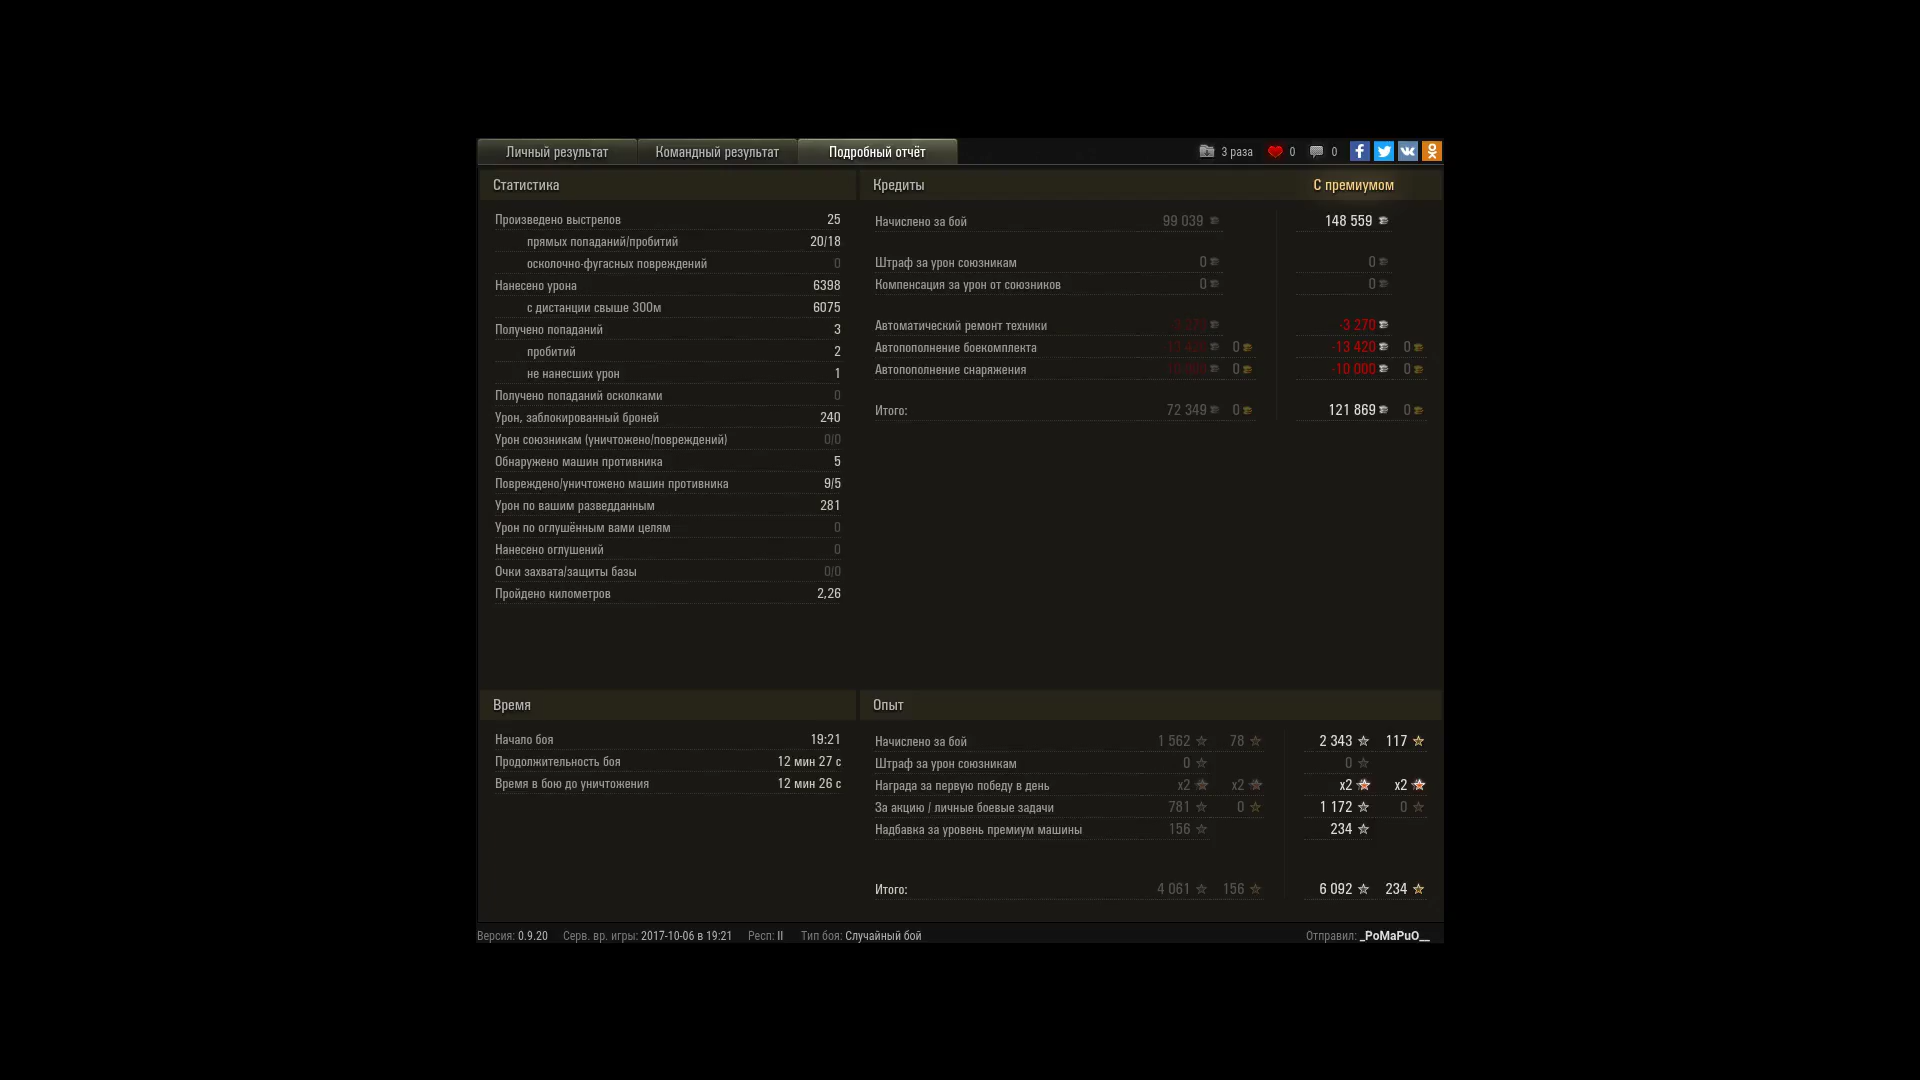 Личный результат Командный результат Подробный отчёт 3 раза 0 0
Статистика
Произведено выстрелов 25
прямых попаданий/пробитий 20/18
осколочно-фугасных повреждений 0
Нанесено урона 6398
с дистанции свыше 300м 6075
Получено попаданий 3
пробитий 2
не нанесших урон 1
Получено попаданий осколками 0
Урон, заблокированный броней 240
Урон союзникам (уничтожено/повреждений) 0/0
Обнаружено машин противника 5
Повреждено/уничтожено машин противника 9/5
Урон по вашим разведданным 281
Урон по оглушённым вами целям 0
Нанесено оглушений 0
Очки захвата/защиты базы 0/0
Пройдено километров 2,26
Кредиты С премиумом
Начислено за бой 99 039 148 559
Штраф за урон союзникам 0 0
Компенсация за урон от союзников 0 0
Автоматический ремонт техники -3 270
Автопополнение боекомплекта 0 -13 420 0
Автопополнение снаряжения 0 -10 000 0
Итого: 72 349 0 121 869 0
Время
Начало боя 19:21
Продолжительность боя 12 мин 27 с
Время в бою до уничтожения 12 мин 26 с
Опыт
Начислено за бой 1 562 78 2 343 117
Штраф за урон союзникам 0 0
Награда за первую победу в день x2 x2 x2 x2
За акцию / личные боевые задачи 781 0 1 172 0
Надбавка за уровень премиум машины 156 234
Итого: 4 061 156 6 092 234
Версия: 0.9.20 Серв. вр. игры: 2017-10-06 в 19:21 Респ: II Тип боя: Случайный бой Отправил: _PoMaPuO__